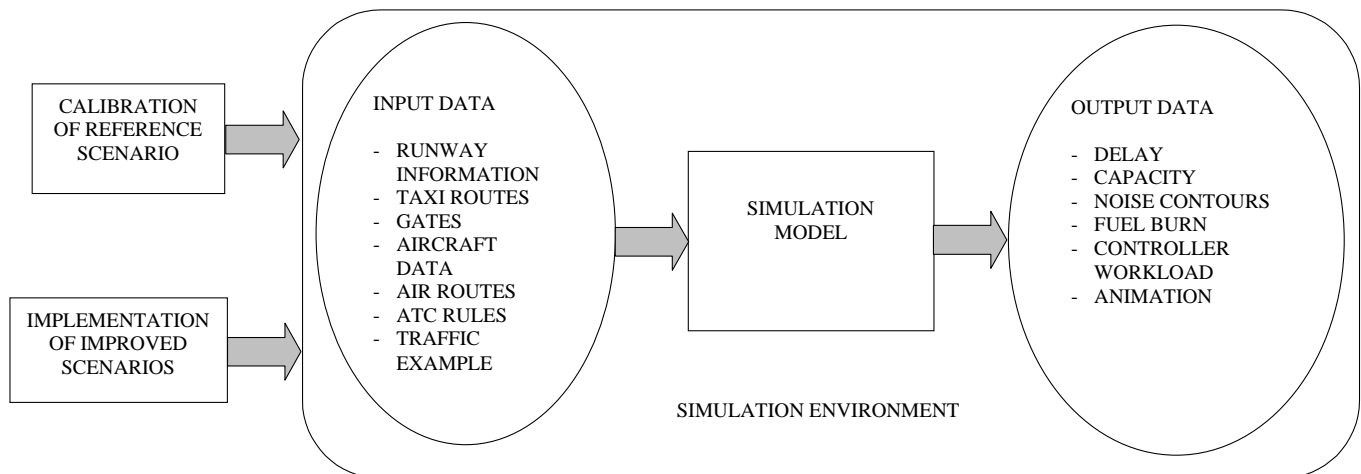 CALIBRATION
OF REFERENCE
SCENARIO
IMPLEMENTATION
OF IMPROVED
SCENARIOS
INPUT DATA
- RUNWAY
INFORMATION
- TAXI ROUTES
- GATES
- AIRCRAFT
DATA
- AIR ROUTES
- ATC RULES
- TRAFFIC
EXAMPLE
SIMULATION
MODEL
SIMULATION ENVIRONMENT
OUTPUT DATA
- DELAY
- CAPACITY
- NOISE CONTOURS
- FUEL BURN
- CONTROLLER
WORKLOAD
- ANIMATION